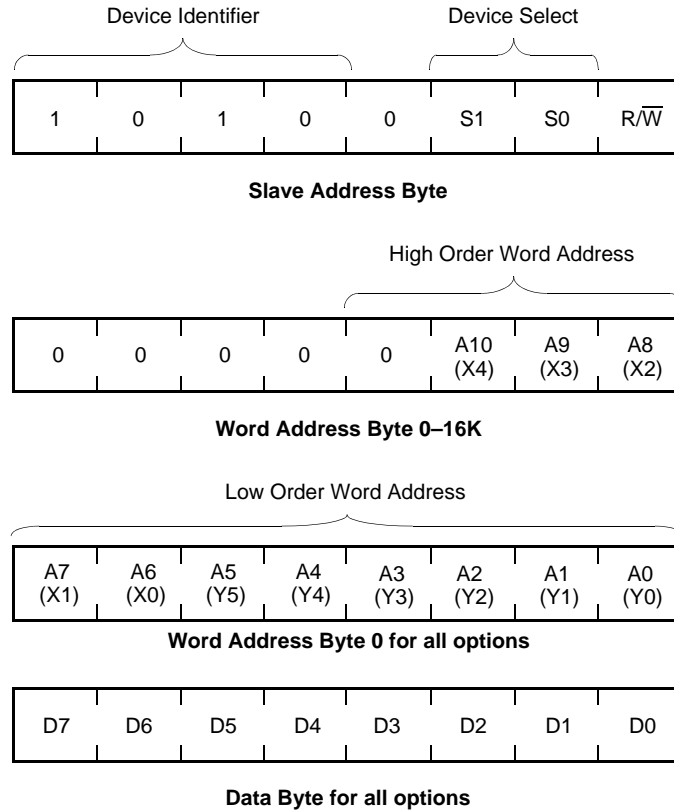 Device Identifier Device Select
1 0 1 0 0 S1 S0 R/W̅
Slave Address Byte
High Order Word Address
0 0 0 0 0 A10 A9 A8
(X4) (X3) (X2)
Word Address Byte 0–16K
Low Order Word Address
A7 A6 A5 A4 A3 A2 A1 A0
(X1) (X0) (Y5) (Y4) (Y3) (Y2) (Y1) (Y0)
Word Address Byte 0 for all options
D7 D6 D5 D4 D3 D2 D1 D0
Data Byte for all options